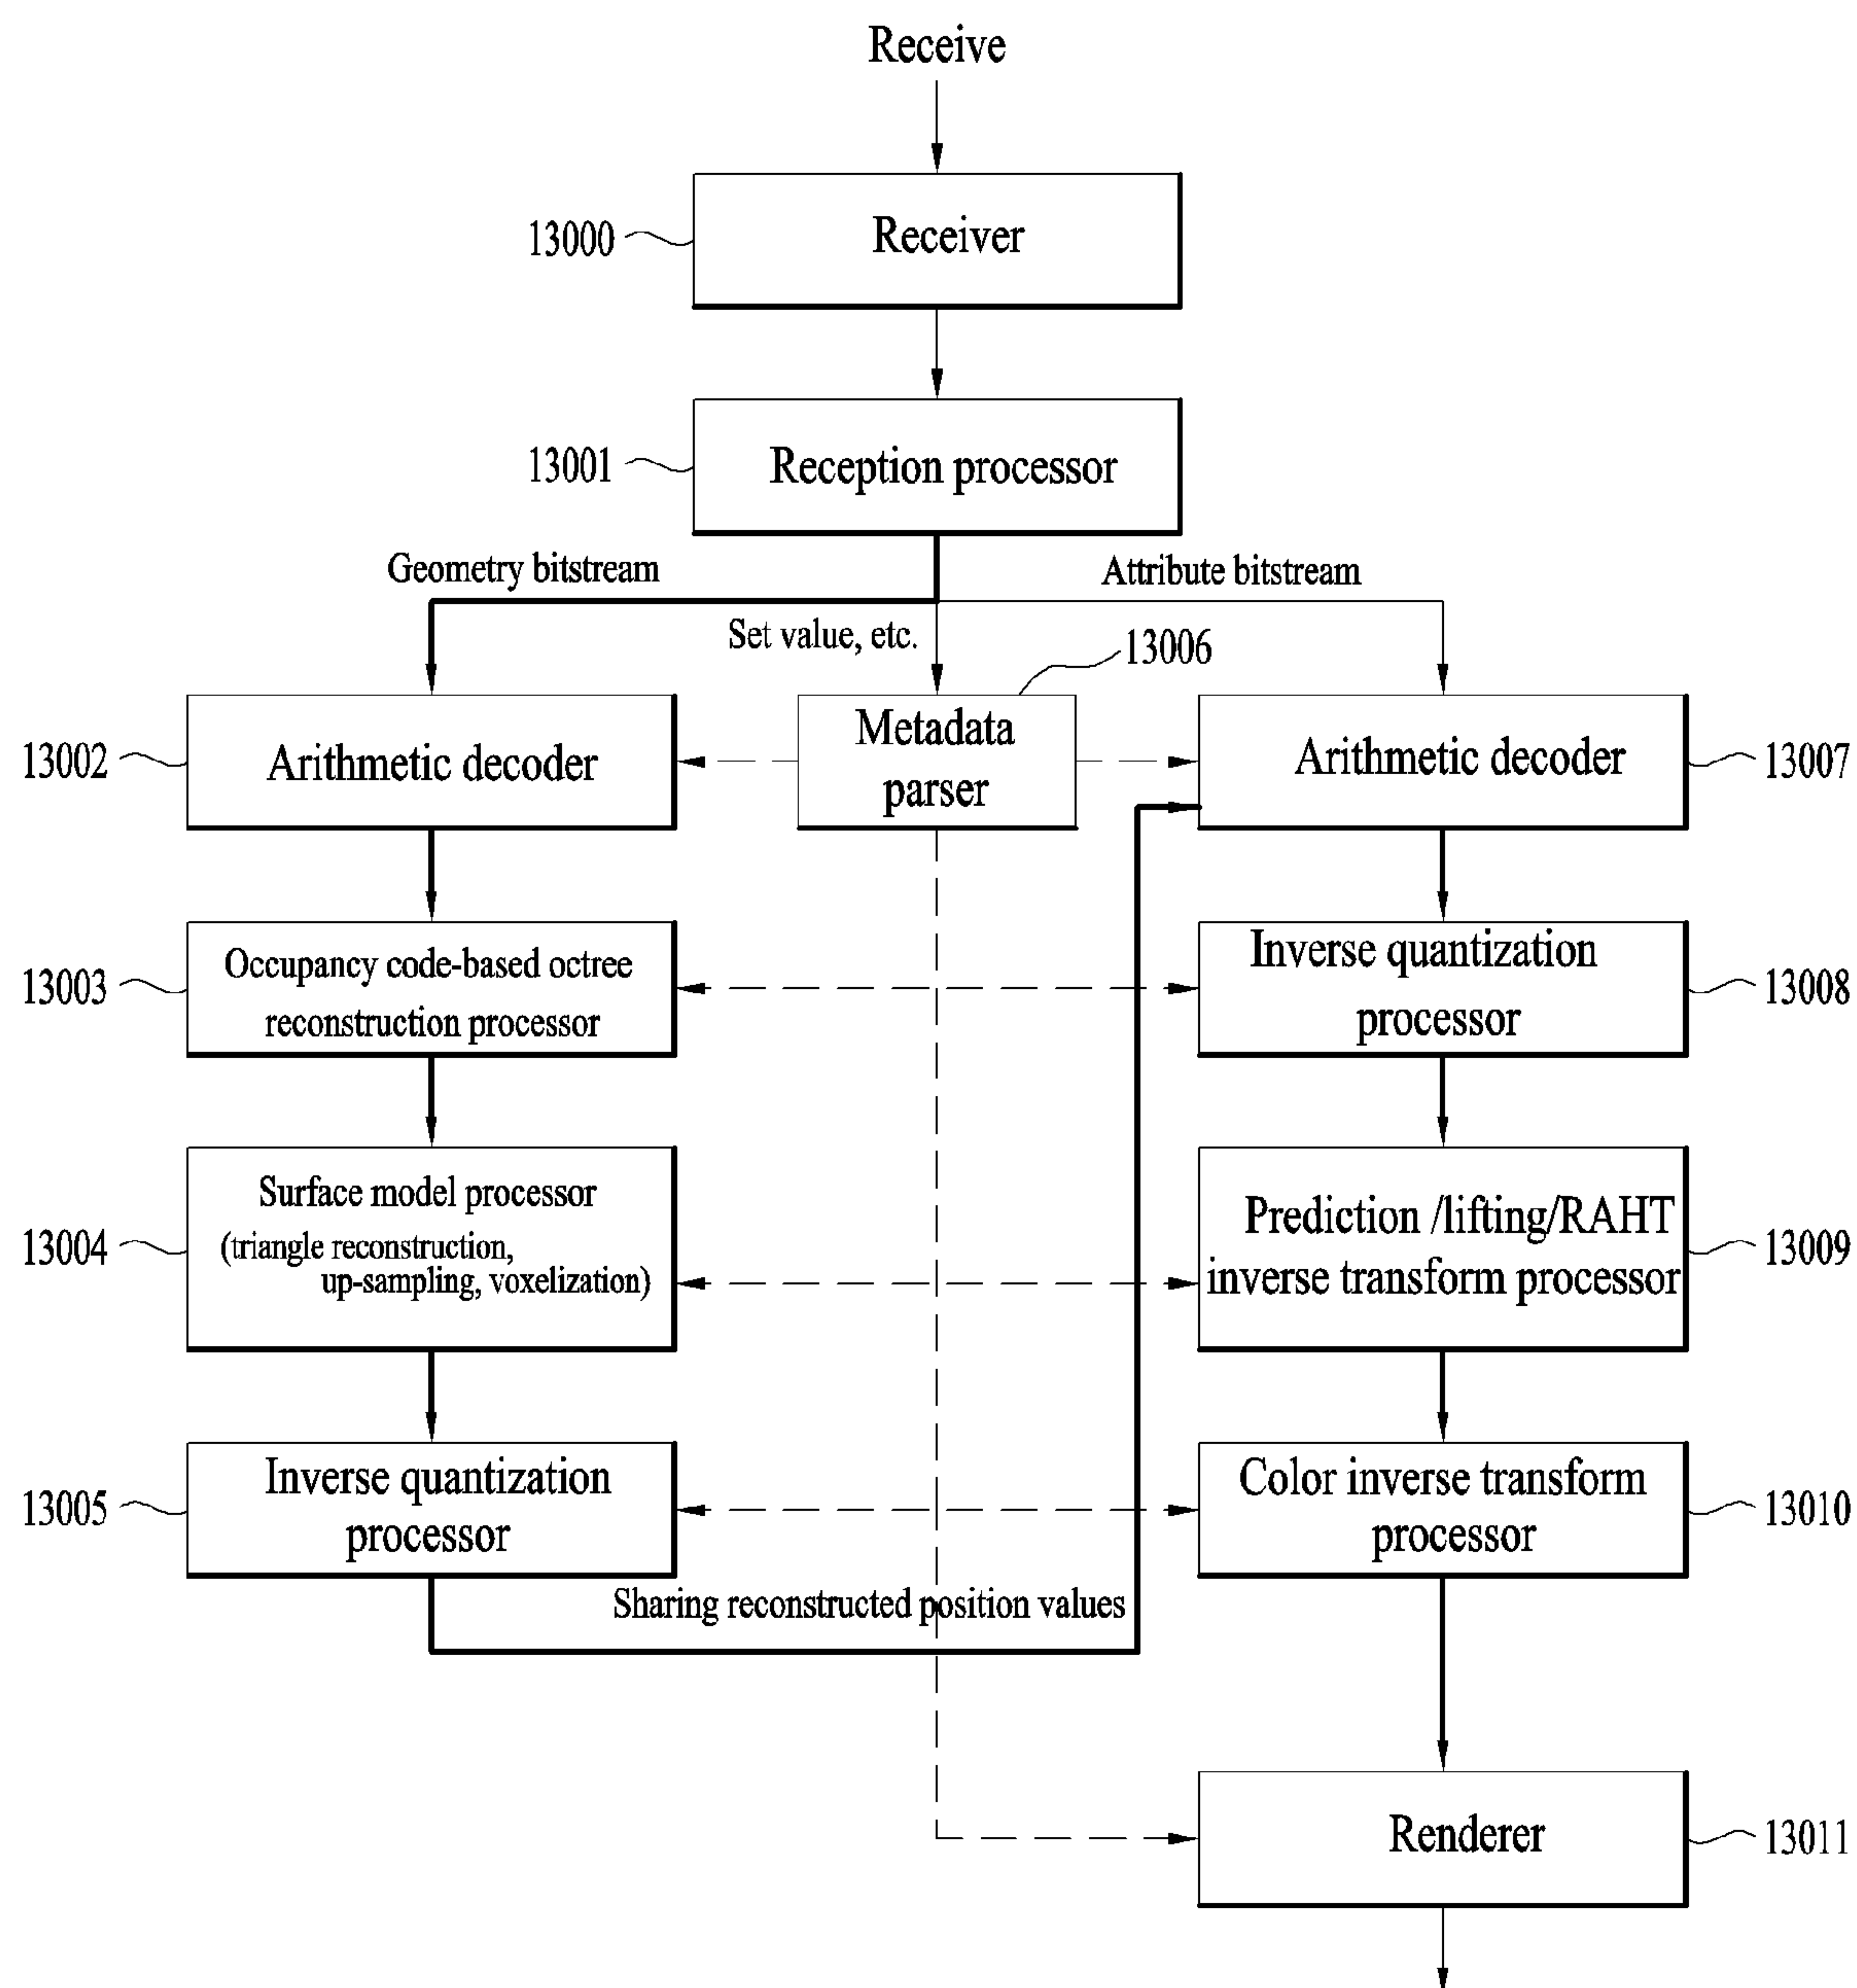 Receive
13000
Receiver
13001
Reception processor
Geometry bitstream
Attribute bitstream
Set value, etc.
13006
13002
Arithmetic decoder
Metadata
parser
Arithmetic decoder
13007
13003
Occupancy code-based octree
reconstruction processor
Inverse quantization
processor
13008
13004
Surface model processor
(triangle reconstruction,
up-sampling, voxelization)
Prediction /lifting/RAHT
inverse transform processor
13009
13005
Inverse quantization
processor
Color inverse transform
processor
13010
Sharing reconstructed position values
Renderer
13011